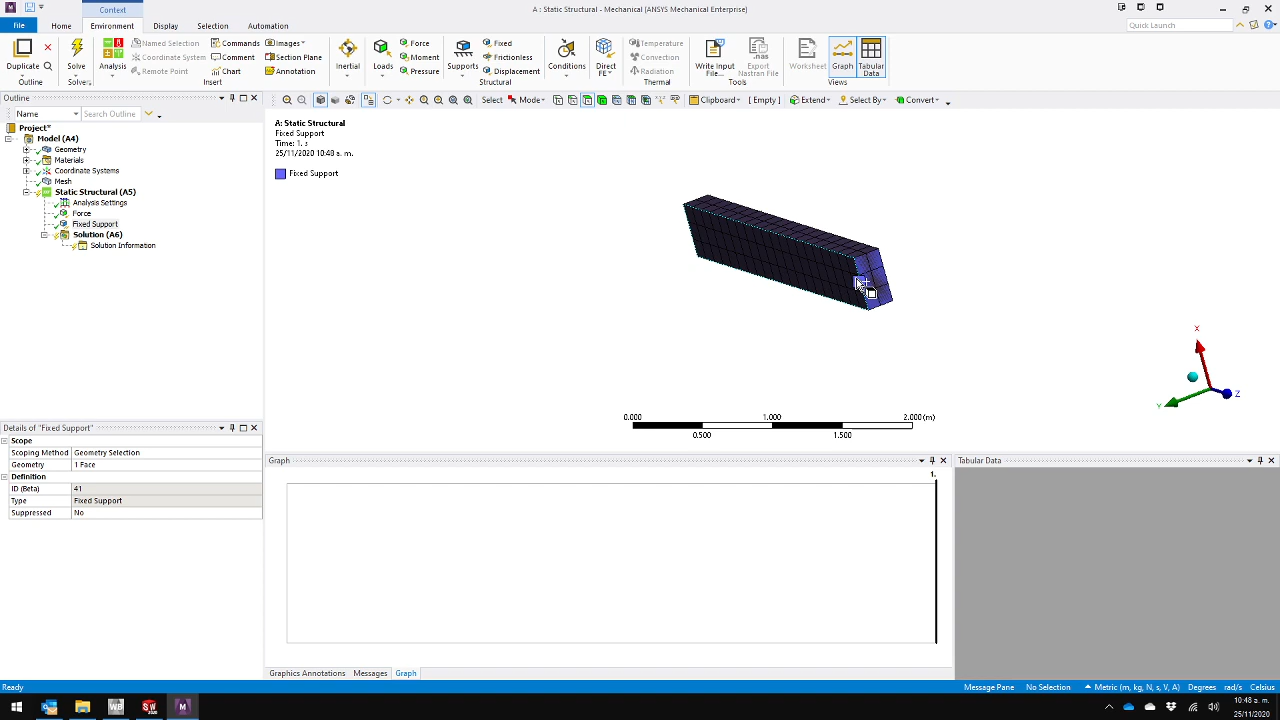 Context
A : Static Structural - Mechanical (ANSYS Mechanical Enterprise)
File Home Environment Display Selection Automation
Quick Launch
Duplicate Solve Analysis
Named Selection Commands Images
Coordinate System Comment Section Plane
Remote Point Chart Annotation
Inertial Loads Force Supports Fixed Conditions Direct FE
Moment Frictionless
Pressure Displacement
Temperature
Convection
Radiation
Write Input File... Export Nastran File Worksheet Graph Tabular Data
Outline Solver Insert Structural Thermal Tools Views
Outline
Name Search Outline
Select Mode Clipboard [ Empty ] Extend Select By Convert
Project*
Model (A4)
Geometry
Materials
Coordinate Systems
Mesh
Static Structural (A5)
Analysis Settings
Force
Fixed Support
Solution (A6)
Solution Information
A: Static Structural
Fixed Support
Time: 1. s
25/11/2020 10:48 a. m.
Fixed Support
X
Y
Z
0.000 1.000 2.000 (m)
0.500 1.500
Details of "Fixed Support"
Scope
Scoping Method Geometry Selection
Geometry 1 Face
Definition
ID (Beta) 41
Type Fixed Support
Suppressed No
Graph
1.
Tabular Data
Graphics Annotations Messages Graph
Ready
Message Pane No Selection Metric (m, kg, N, s, V, A) Degrees rad/s Celsius
10:48 a. m.
25/11/2020